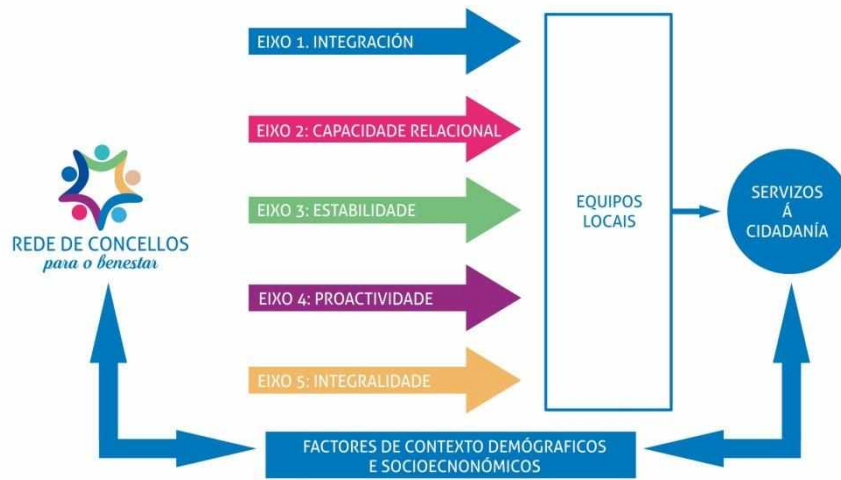 EIXO 1. INTEGRACIÓN
EIXO 2: CAPACIDADE RELACIONAL
EIXO 3: ESTABILIDADE
EIXO 4: PROACTIVIDADE
EIXO 5: INTEGRALIDADE
REDE DE CONCELLOS
para o benestar
EQUIPOS
LOCAIS
SERVIZOS
Á
CIDADANÍA
FACTORES DE CONTEXTO DEMÓGRAFICOS
E SOCIOECNONÓMICOS